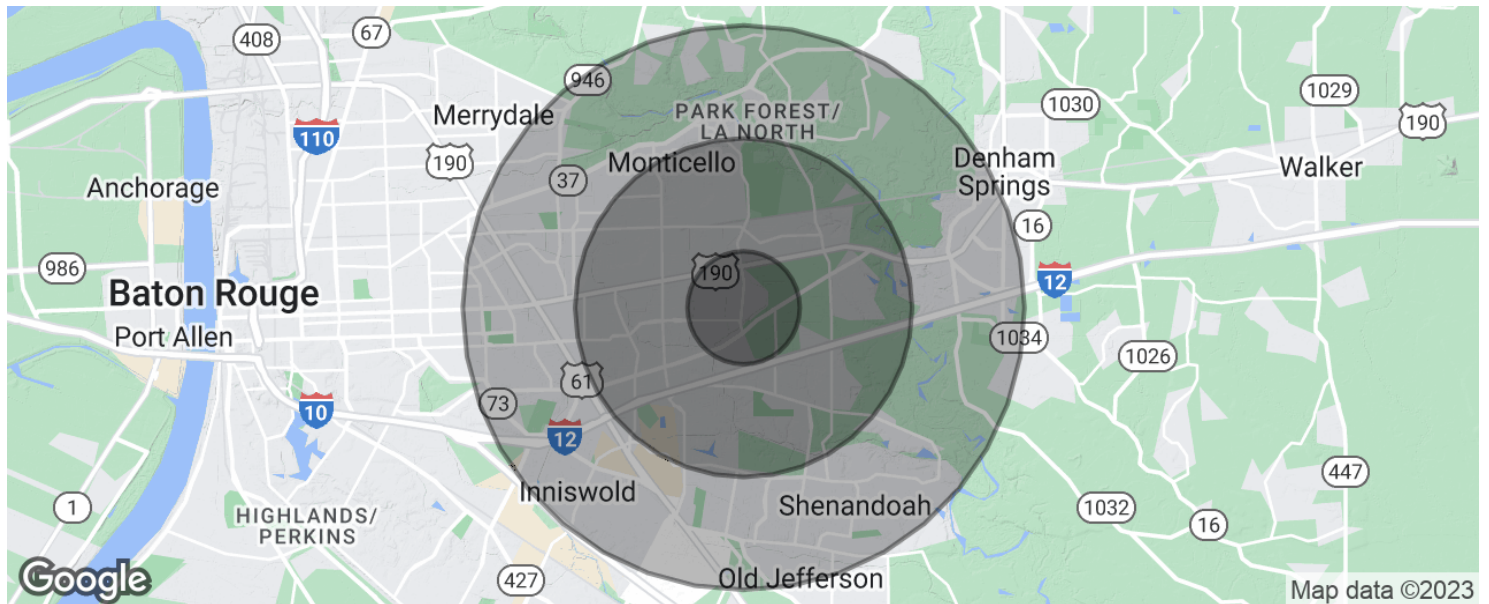 408
67
946
Merrydale
PARK FOREST/
LA NORTH
1030
1029
190
110
190
Monticello
Denham
Springs
Walker
Anchorage
37
16
986
190
12
Baton Rouge
Port Allen
1034
1026
61
73
10
12
Inniswold
Shenandoah
447
1
HIGHLANDS/
PERKINS
1032
16
427
Old Jefferson
Google
Map data ©2023